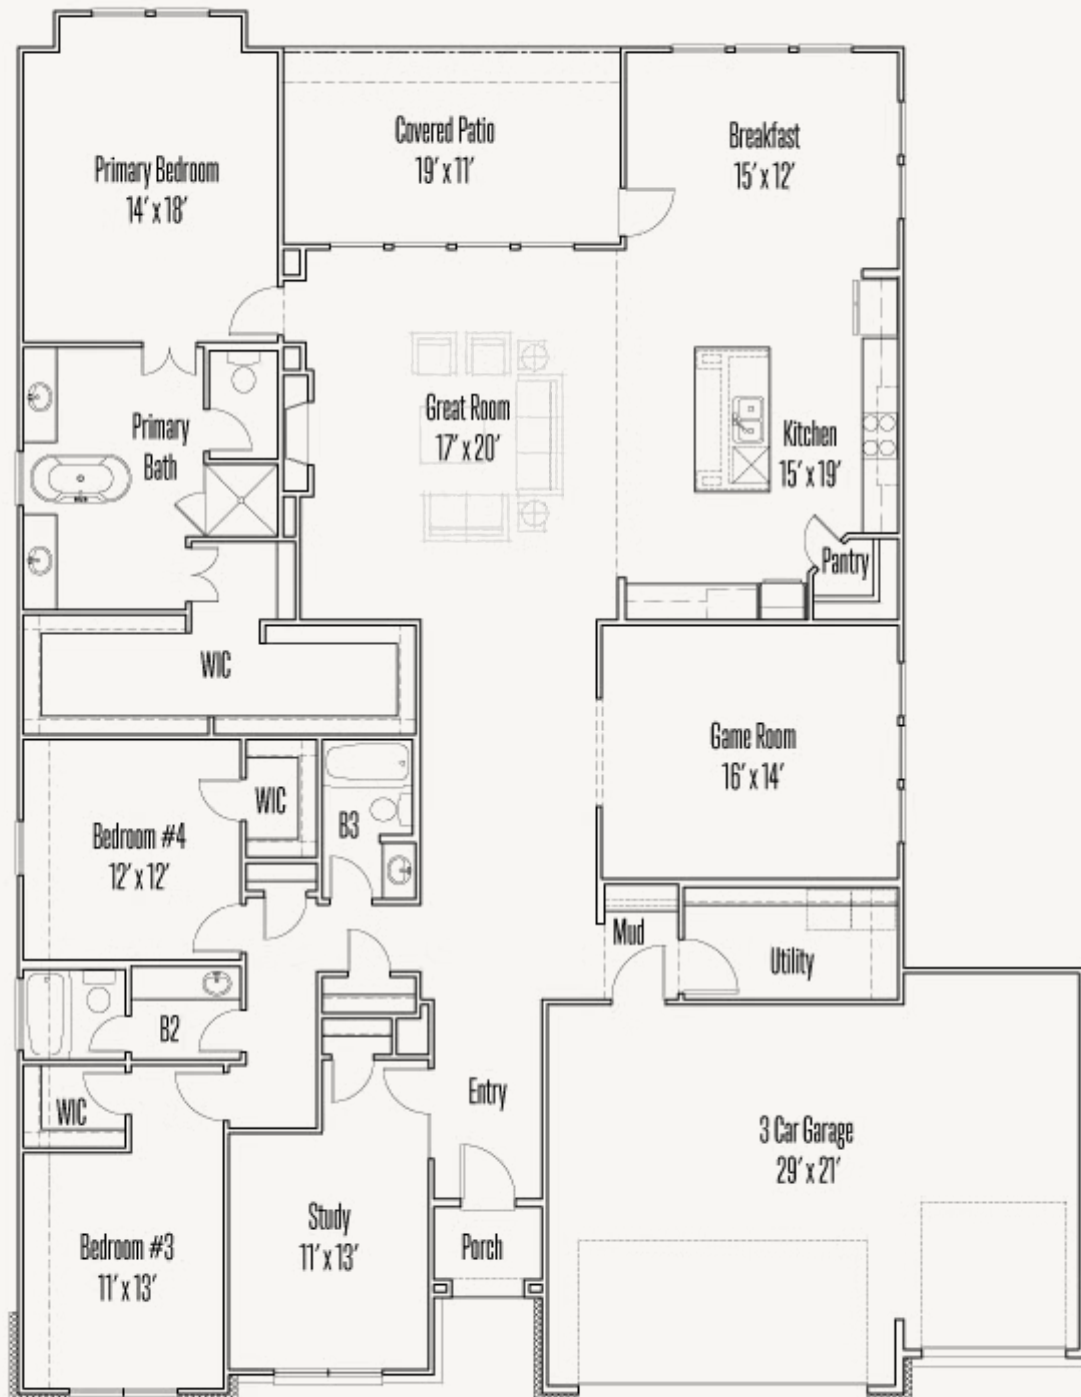 Covered Patio
19' x 11'
Breakfast
15' x 12'
Primary Bedroom
14' x 18'
Great Room
17' x 20'
Primary
Bath
Kitchen
15' x 19'
Pantry
WIC
Game Room
16' x 14'
WIC
B3
Bedroom #4
12' x 12'
Mud
Utility
B2
WIC
Entry
3 Car Garage
29' x 21'
Study
11' x 13'
Porch
Bedroom #3
11' x 13'